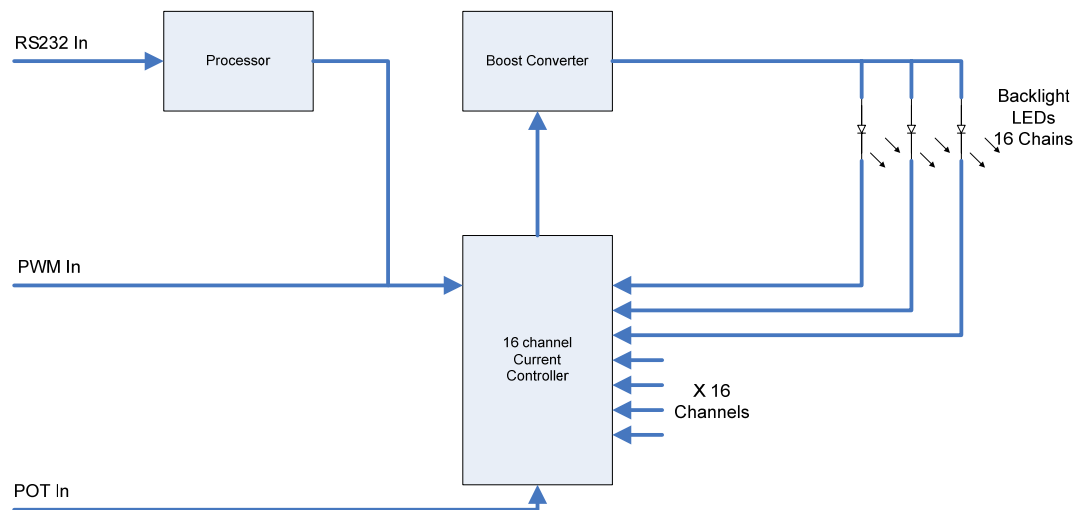 RS232 In
Processor
Boost Converter
Backlight
LEDs
16 Chains
PWM In
16 channel
Current
Controller
X 16
Channels
POT In